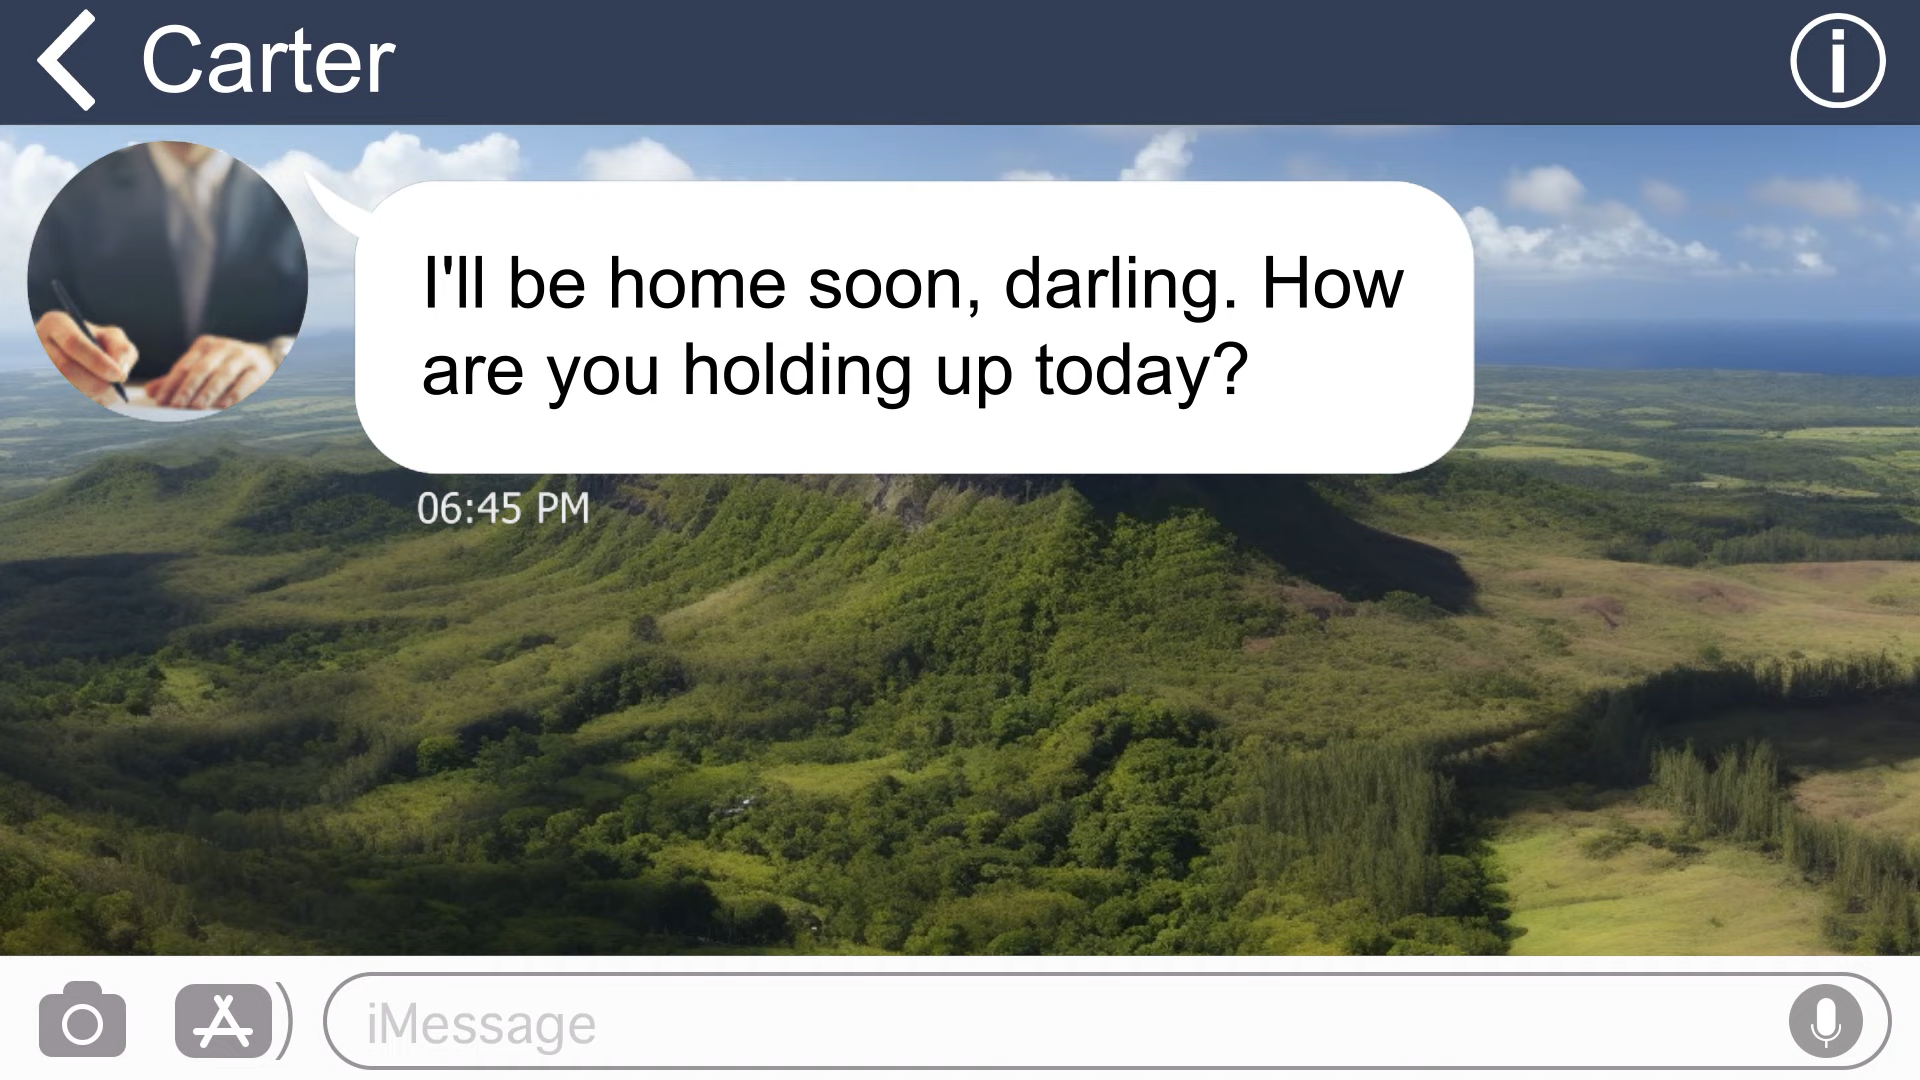 Carter
I'll be home soon, darling. How
are you holding up today?
06:45 PM
iMessage